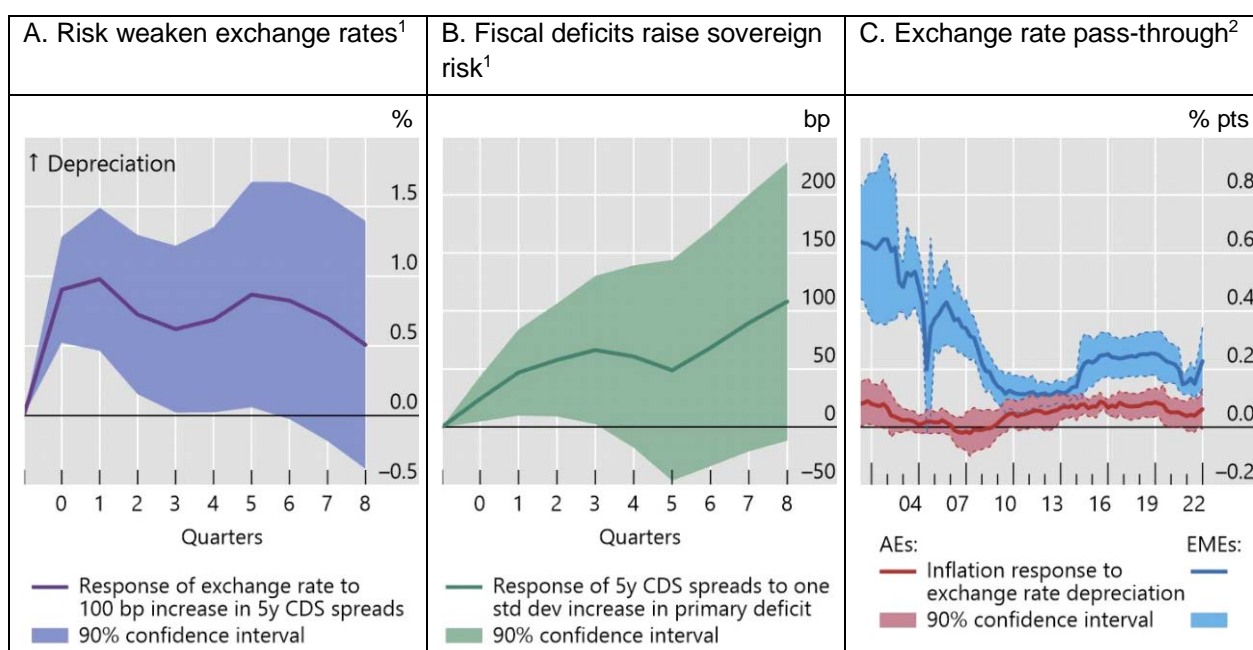 A. Risk weaken exchange rates1
B. Fiscal deficits raise sovereign
risk1
C. Exchange rate pass-through2
%
↑ Depreciation
1.5
1.0
0.5
0.0
–0.5
0 1 2 3 4 5 6 7 8
Quarters
Response of exchange rate to
100 bp increase in 5y CDS spreads
90% confidence interval
bp
200
150
100
50
0
–50
0 1 2 3 4 5 6 7 8
Quarters
Response of 5y CDS spreads to one
std dev increase in primary deficit
90% confidence interval
% pts
0.8
0.6
0.4
0.2
0.0
–0.2
04 07 10 13 16 19 22
AEs: EMEs:
Inflation response to
exchange rate depreciation
90% confidence interval